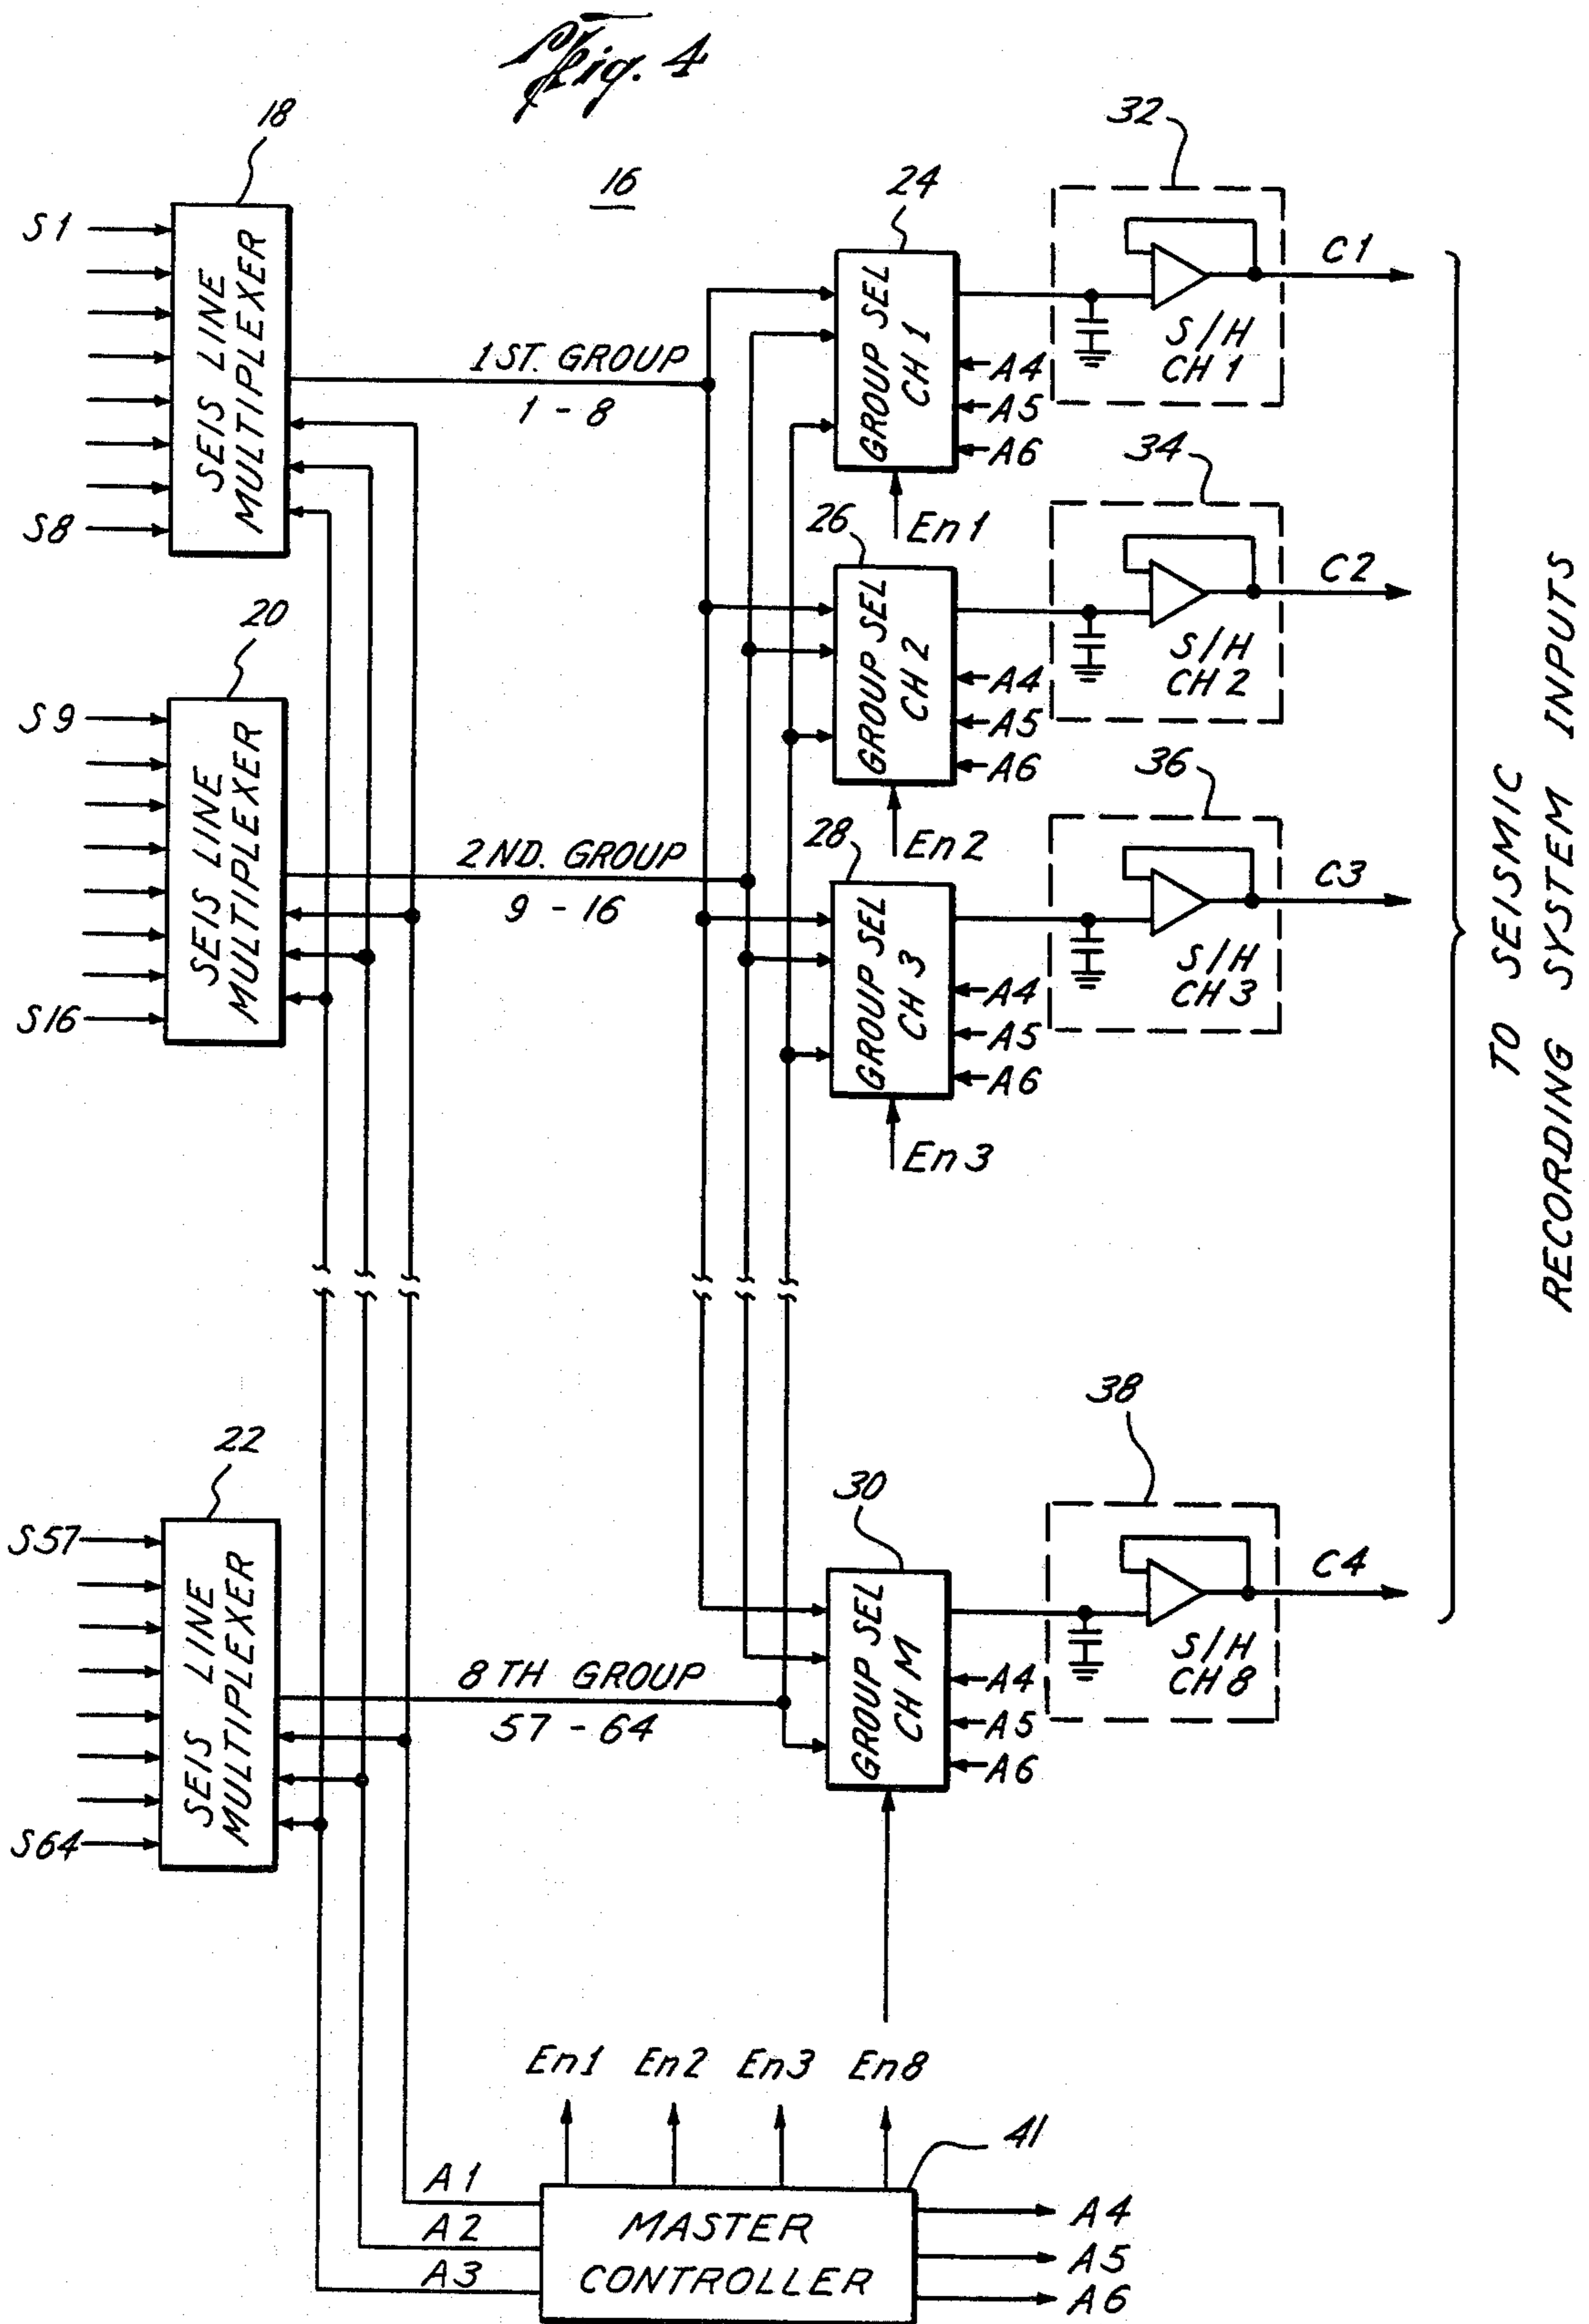 Fig. 4
16
18
SEIS LINE
MULTIPLEXER
S1
S8
1ST. GROUP
1 - 8
24
GROUP SEL
CH 1
A4
A5
A6
En1
32
S/H
CH 1
C1
20
SEIS LINE
MULTIPLEXER
S9
S16
2ND. GROUP
9 - 16
26
GROUP SEL
CH 2
A4
A5
A6
En2
34
S/H
CH 2
C2
28
GROUP SEL
CH 3
A4
A5
A6
En3
36
S/H
CH 3
C3
22
SEIS LINE
MULTIPLEXER
S57
S64
8TH GROUP
57 - 64
30
GROUP SEL
CH M
A4
A5
A6
38
S/H
CH 8
C4
TO SEISMIC
RECORDING SYSTEM INPUTS
En1 En2 En3 En8
41
A1
A2
A3
MASTER
CONTROLLER
A4
A5
A6